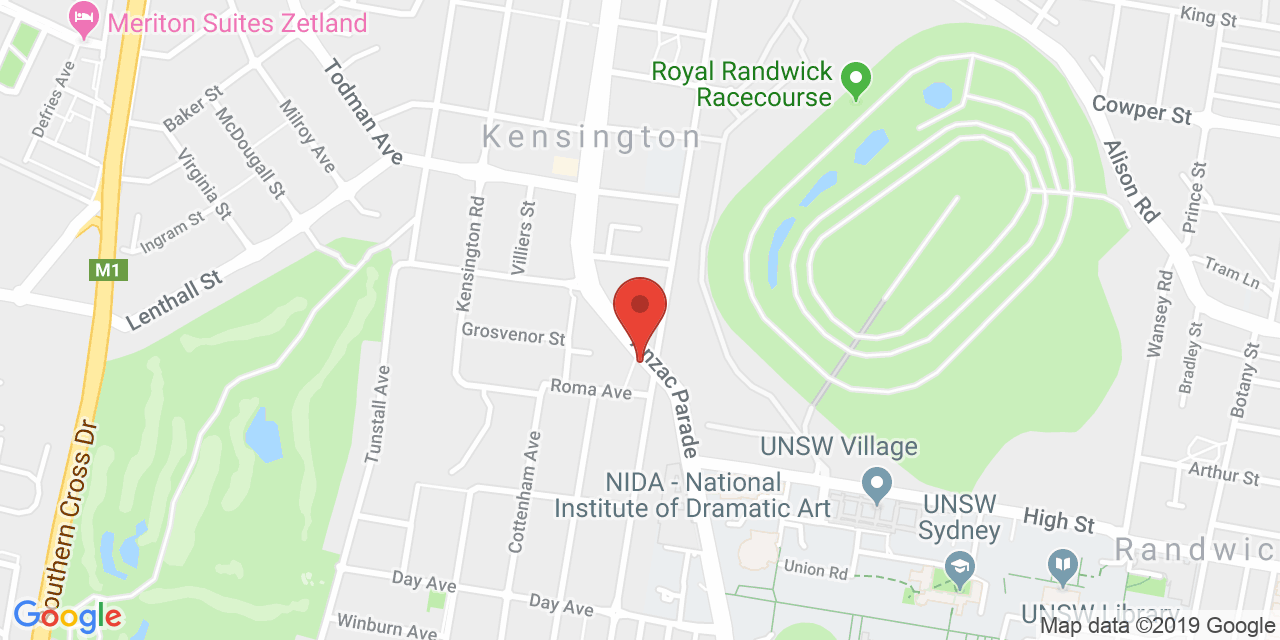 Meriton Suites Zetland
King St
Defries Ave
Todman Ave
Royal Randwick
Racecourse
Baker St
McDougall St
Milroy Ave
Cowper St
Kensington
Alison Rd
Virginia St
Prince St
Ingram St
Kensington Rd
Villiers St
M1
Lenthall St
Tram Ln
Wansey Rd
Grosvenor St
Bradley St
Anzac Parade
Botany St
Roma Ave
Tunstall Ave
Southern Cross Dr
Cottenham Ave
UNSW Village
NIDA - National
Institute of Dramatic Art
Arthur St
UNSW
Sydney
High St
Randwic
Union Rd
Day Ave
Day Ave
Winburn Ave
UNSW Library
Google
Map data ©2019 Google